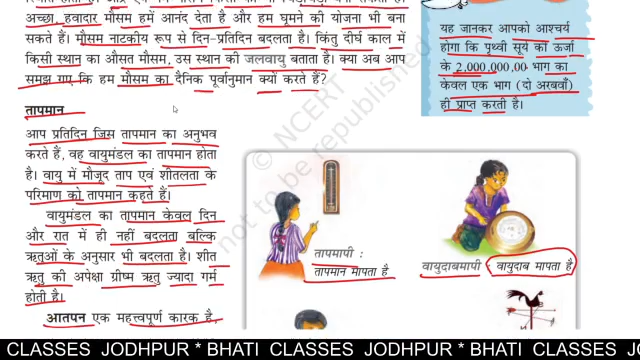 अच्छा, हवादार मौसम हमें आनंद देता है और हम घूमने की योजना भी बना
सकते हैं। मौसम नाटकीय रूप से दिन-प्रतिदिन बदलता है। किंतु दीर्घ काल में
किसी स्थान का औसत मौसम, उस स्थान की जलवायु बताता है। क्या अब आप
समझ गए कि हम मौसम का दैनिक पूर्वानुमान क्यों करते हैं?
तापमान
आप प्रतिदिन जिस तापमान का अनुभव
करते हैं, वह वायुमंडल का तापमान होता
है। वायु में मौजूद ताप एवं शीतलता के
परिमाण को तापमान कहते हैं।
वायुमंडल का तापमान केवल दिन
और रात में ही नहीं बदलता बल्कि
ऋतुओं के अनुसार भी बदलता है। शीत
ऋतु की अपेक्षा ग्रीष्म ऋतु ज्यादा गर्म
होती है।
आतपन एक महत्त्वपूर्ण कारक है,
यह जानकर आपको आश्चर्य
होगा कि पृथ्वी सूर्य की ऊर्जा
के 2,000,000,00 भाग का
केवल एक भाग (दो अरबवाँ)
ही प्राप्त करती है।
तापमापी :
तापमान मापता है
वायुदाबमापी : वायुदाब मापता है
© NCERT
not to be republished
CLASSES JODHPUR * BHATI CLASSES JODHPUR * BHATI CLASSES